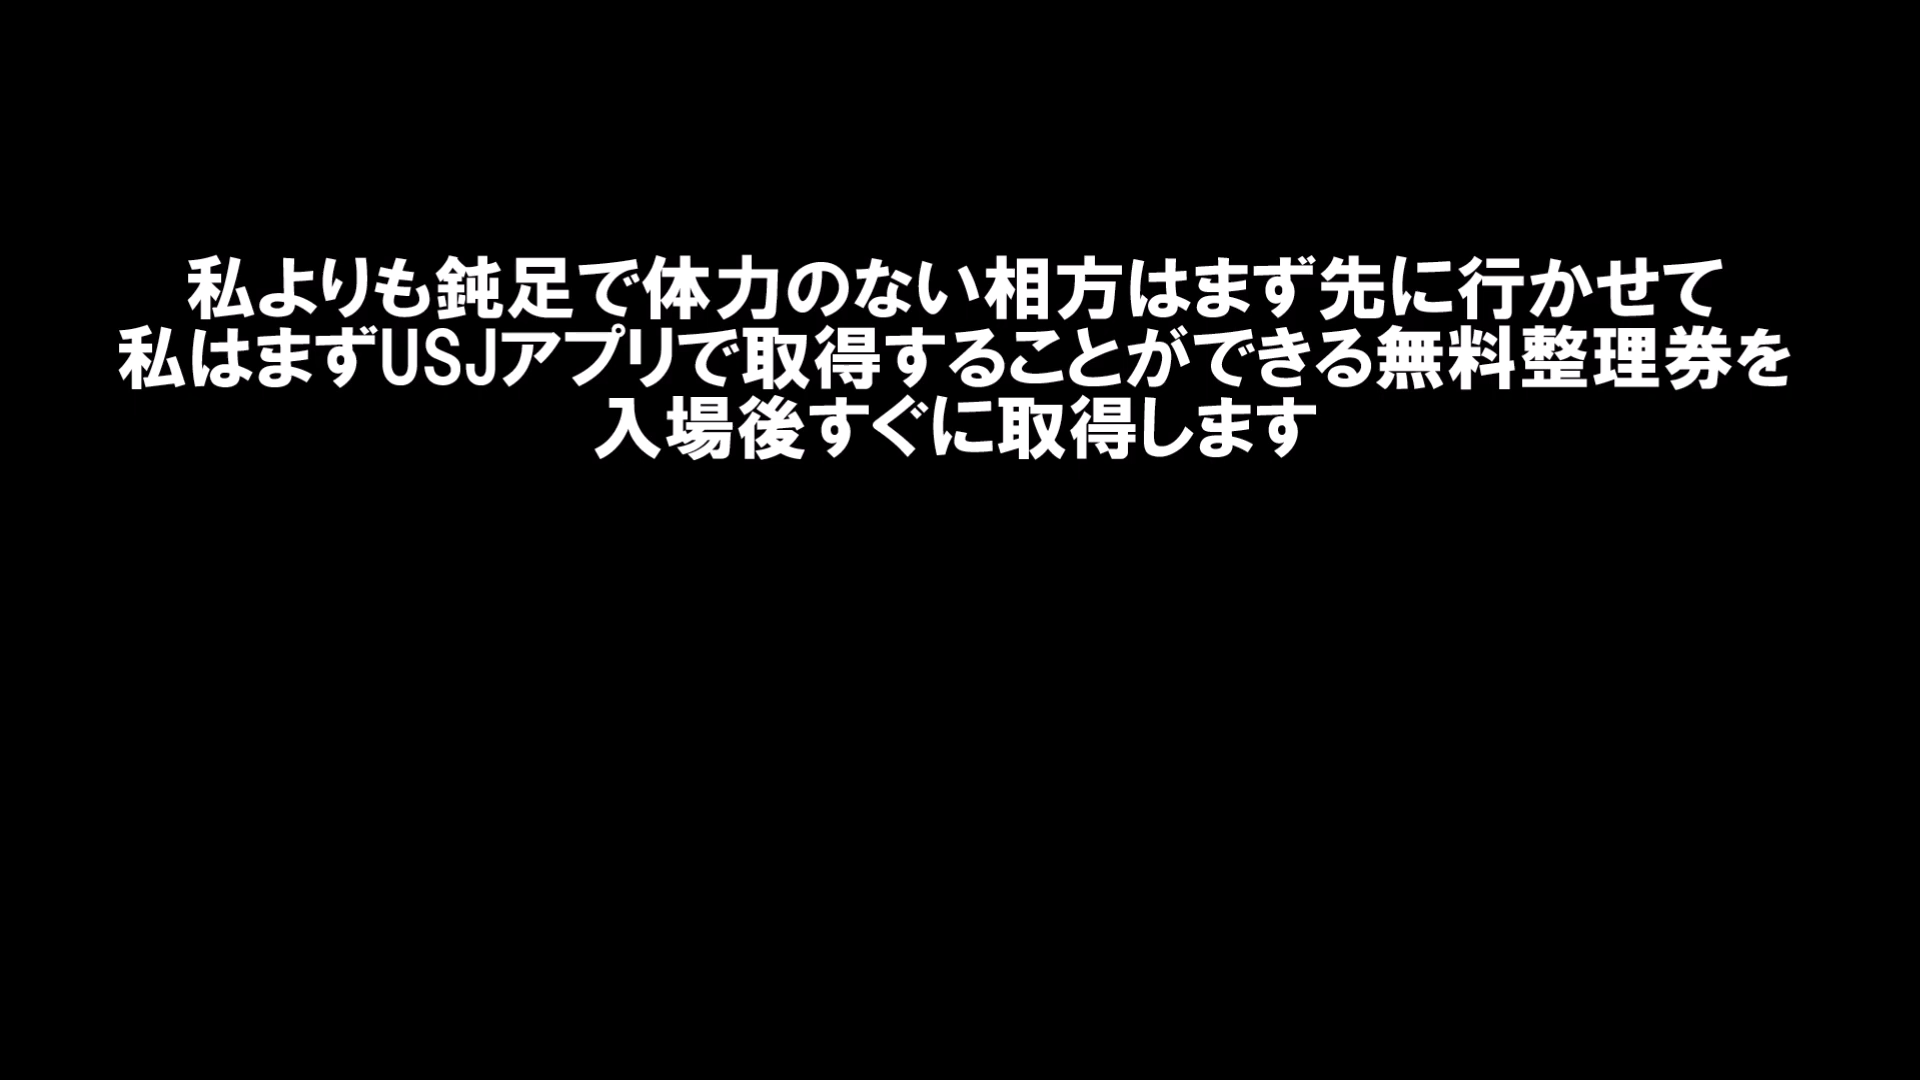 私よりも鈍足で体力のない相方はまず先に行かせて
私はまずUSJアプリで取得することができる無料整理券を
入場後すぐに取得します